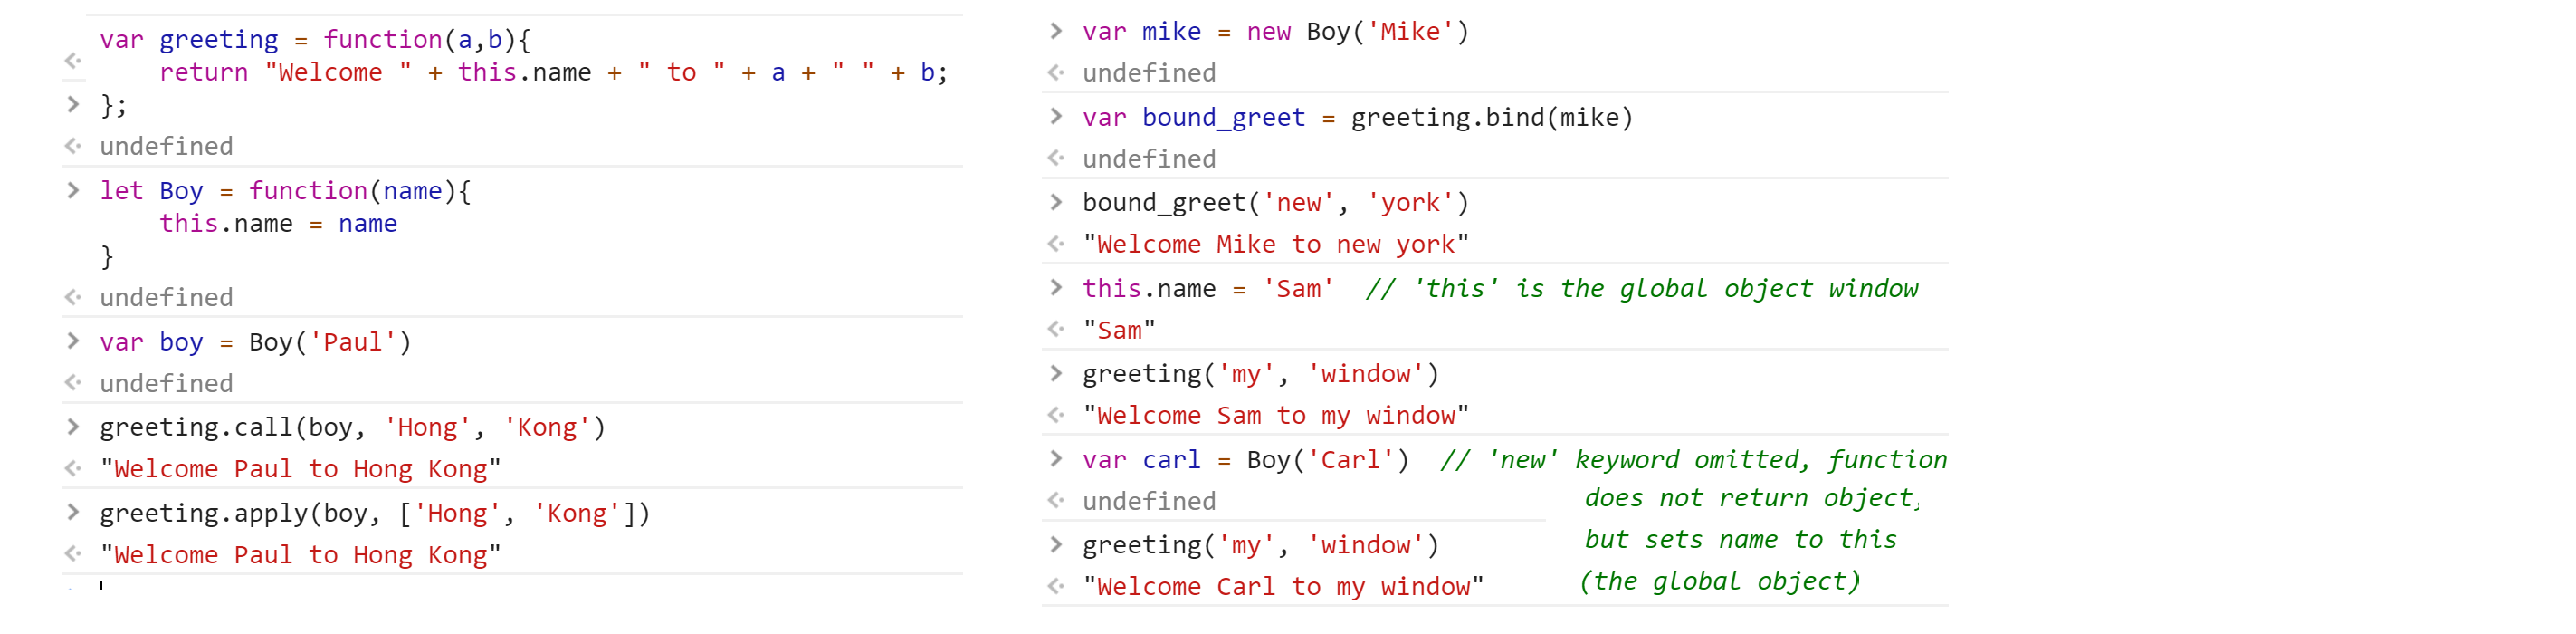 var greeting = function(a,b){
    return "Welcome " + this.name + " to " + a + " " + b;
};
undefined
let Boy = function(name){
    this.name = name
}
undefined
var boy = Boy('Paul')
undefined
greeting.call(boy, 'Hong', 'Kong')
"Welcome Paul to Hong Kong"
greeting.apply(boy, ['Hong', 'Kong'])
"Welcome Paul to Hong Kong"
var mike = new Boy('Mike')
undefined
var bound_greet = greeting.bind(mike)
undefined
bound_greet('new', 'york')
"Welcome Mike to new york"
this.name = 'Sam'  // 'this' is the global object window
"Sam"
greeting('my', 'window')
"Welcome Sam to my window"
var carl = Boy('Carl')  // 'new' keyword omitted, function
does not return object,
undefined
but sets name to this
greeting('my', 'window')
(the global object)
"Welcome Carl to my window"